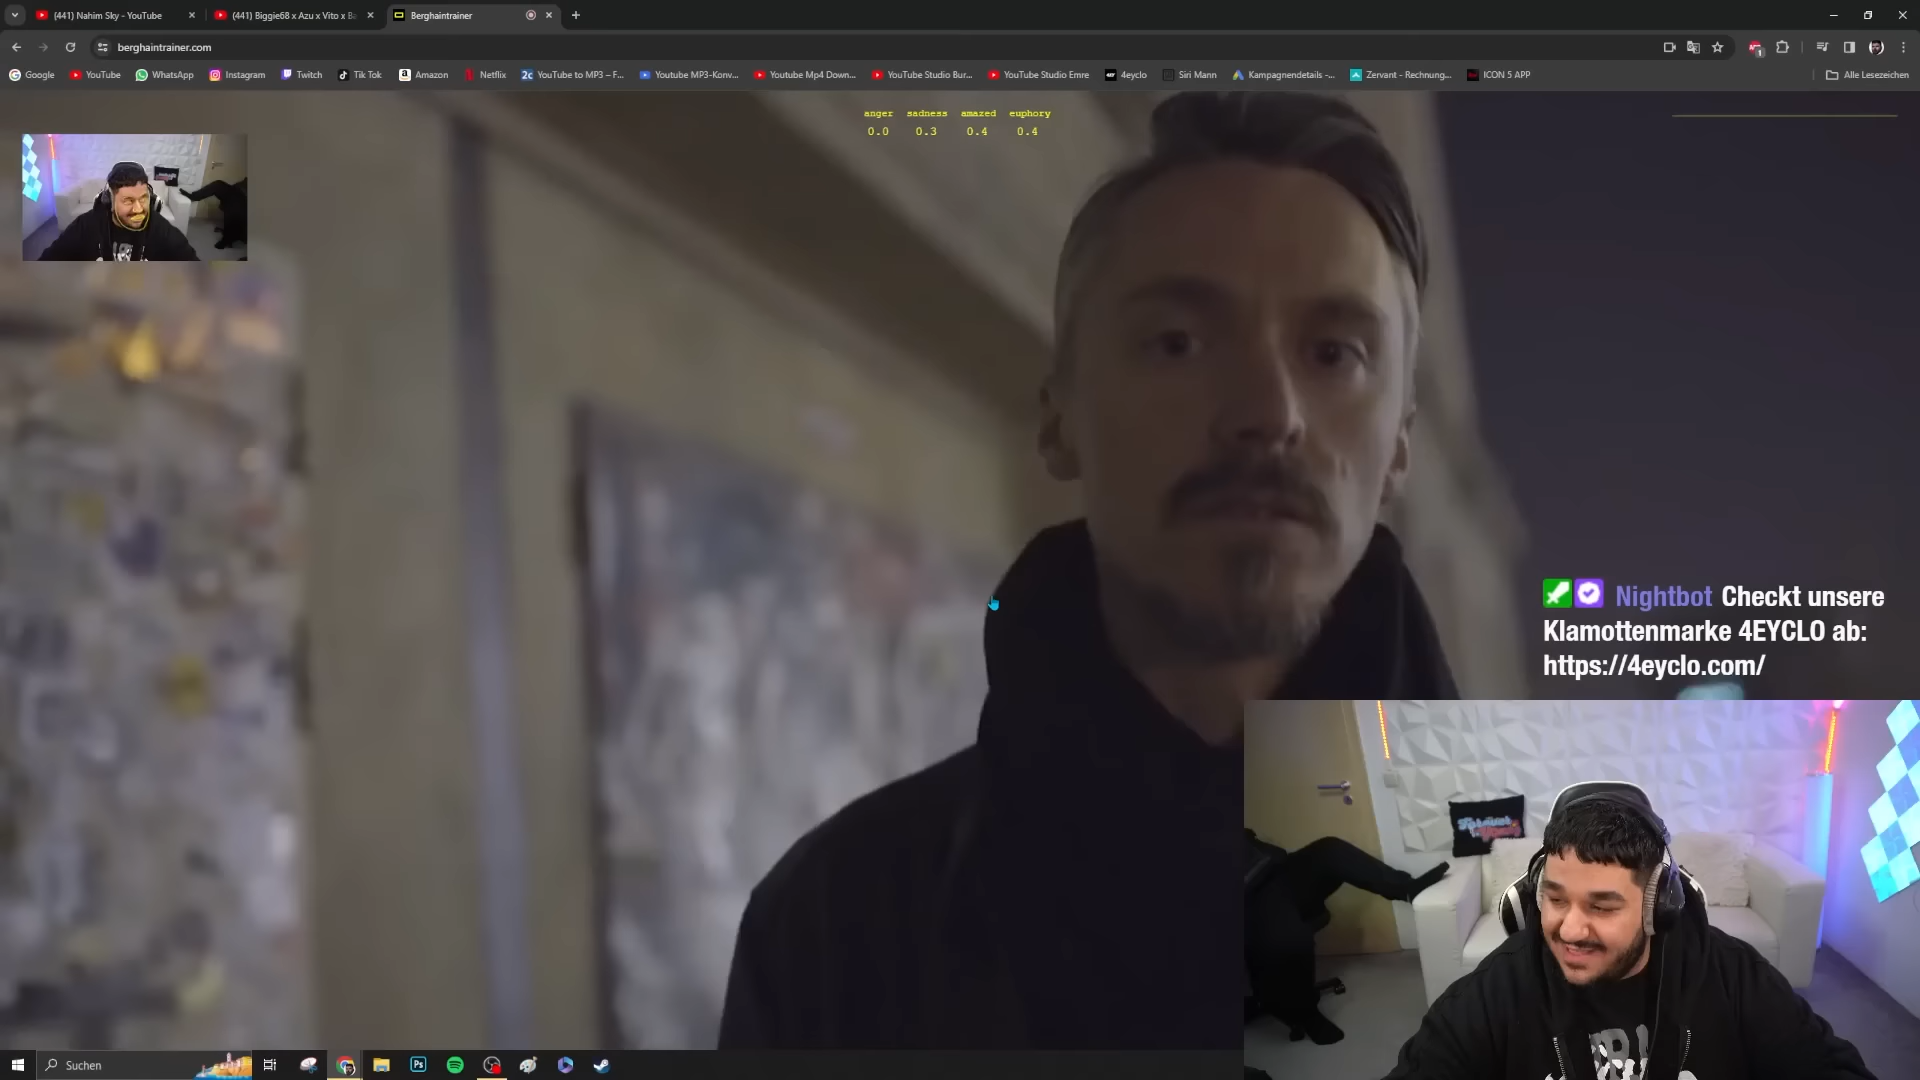 (441) Nahim Sky - YouTube
(441) Biggie68 x Azu x Vito x Ba
Berghaintrainer
berghaintrainer.com
Google
YouTube
WhatsApp
Instagram
Twitch
Tik Tok
Amazon
Netflix
YouTube to MP3 – F...
Youtube MP3-Konv...
Youtube Mp4 Down...
YouTube Studio Bur...
YouTube Studio Emre
4eyclo
Siri Mann
Kampagnendetails -...
Zervant - Rechnung...
ICON 5 APP
Alle Lesezeichen
anger sadness amazed euphory
0.0 0.3 0.4 0.4
Nightbot Checkt unsere
Klamottenmarke 4EYCLO ab:
https://4eyclo.com/
Suchen